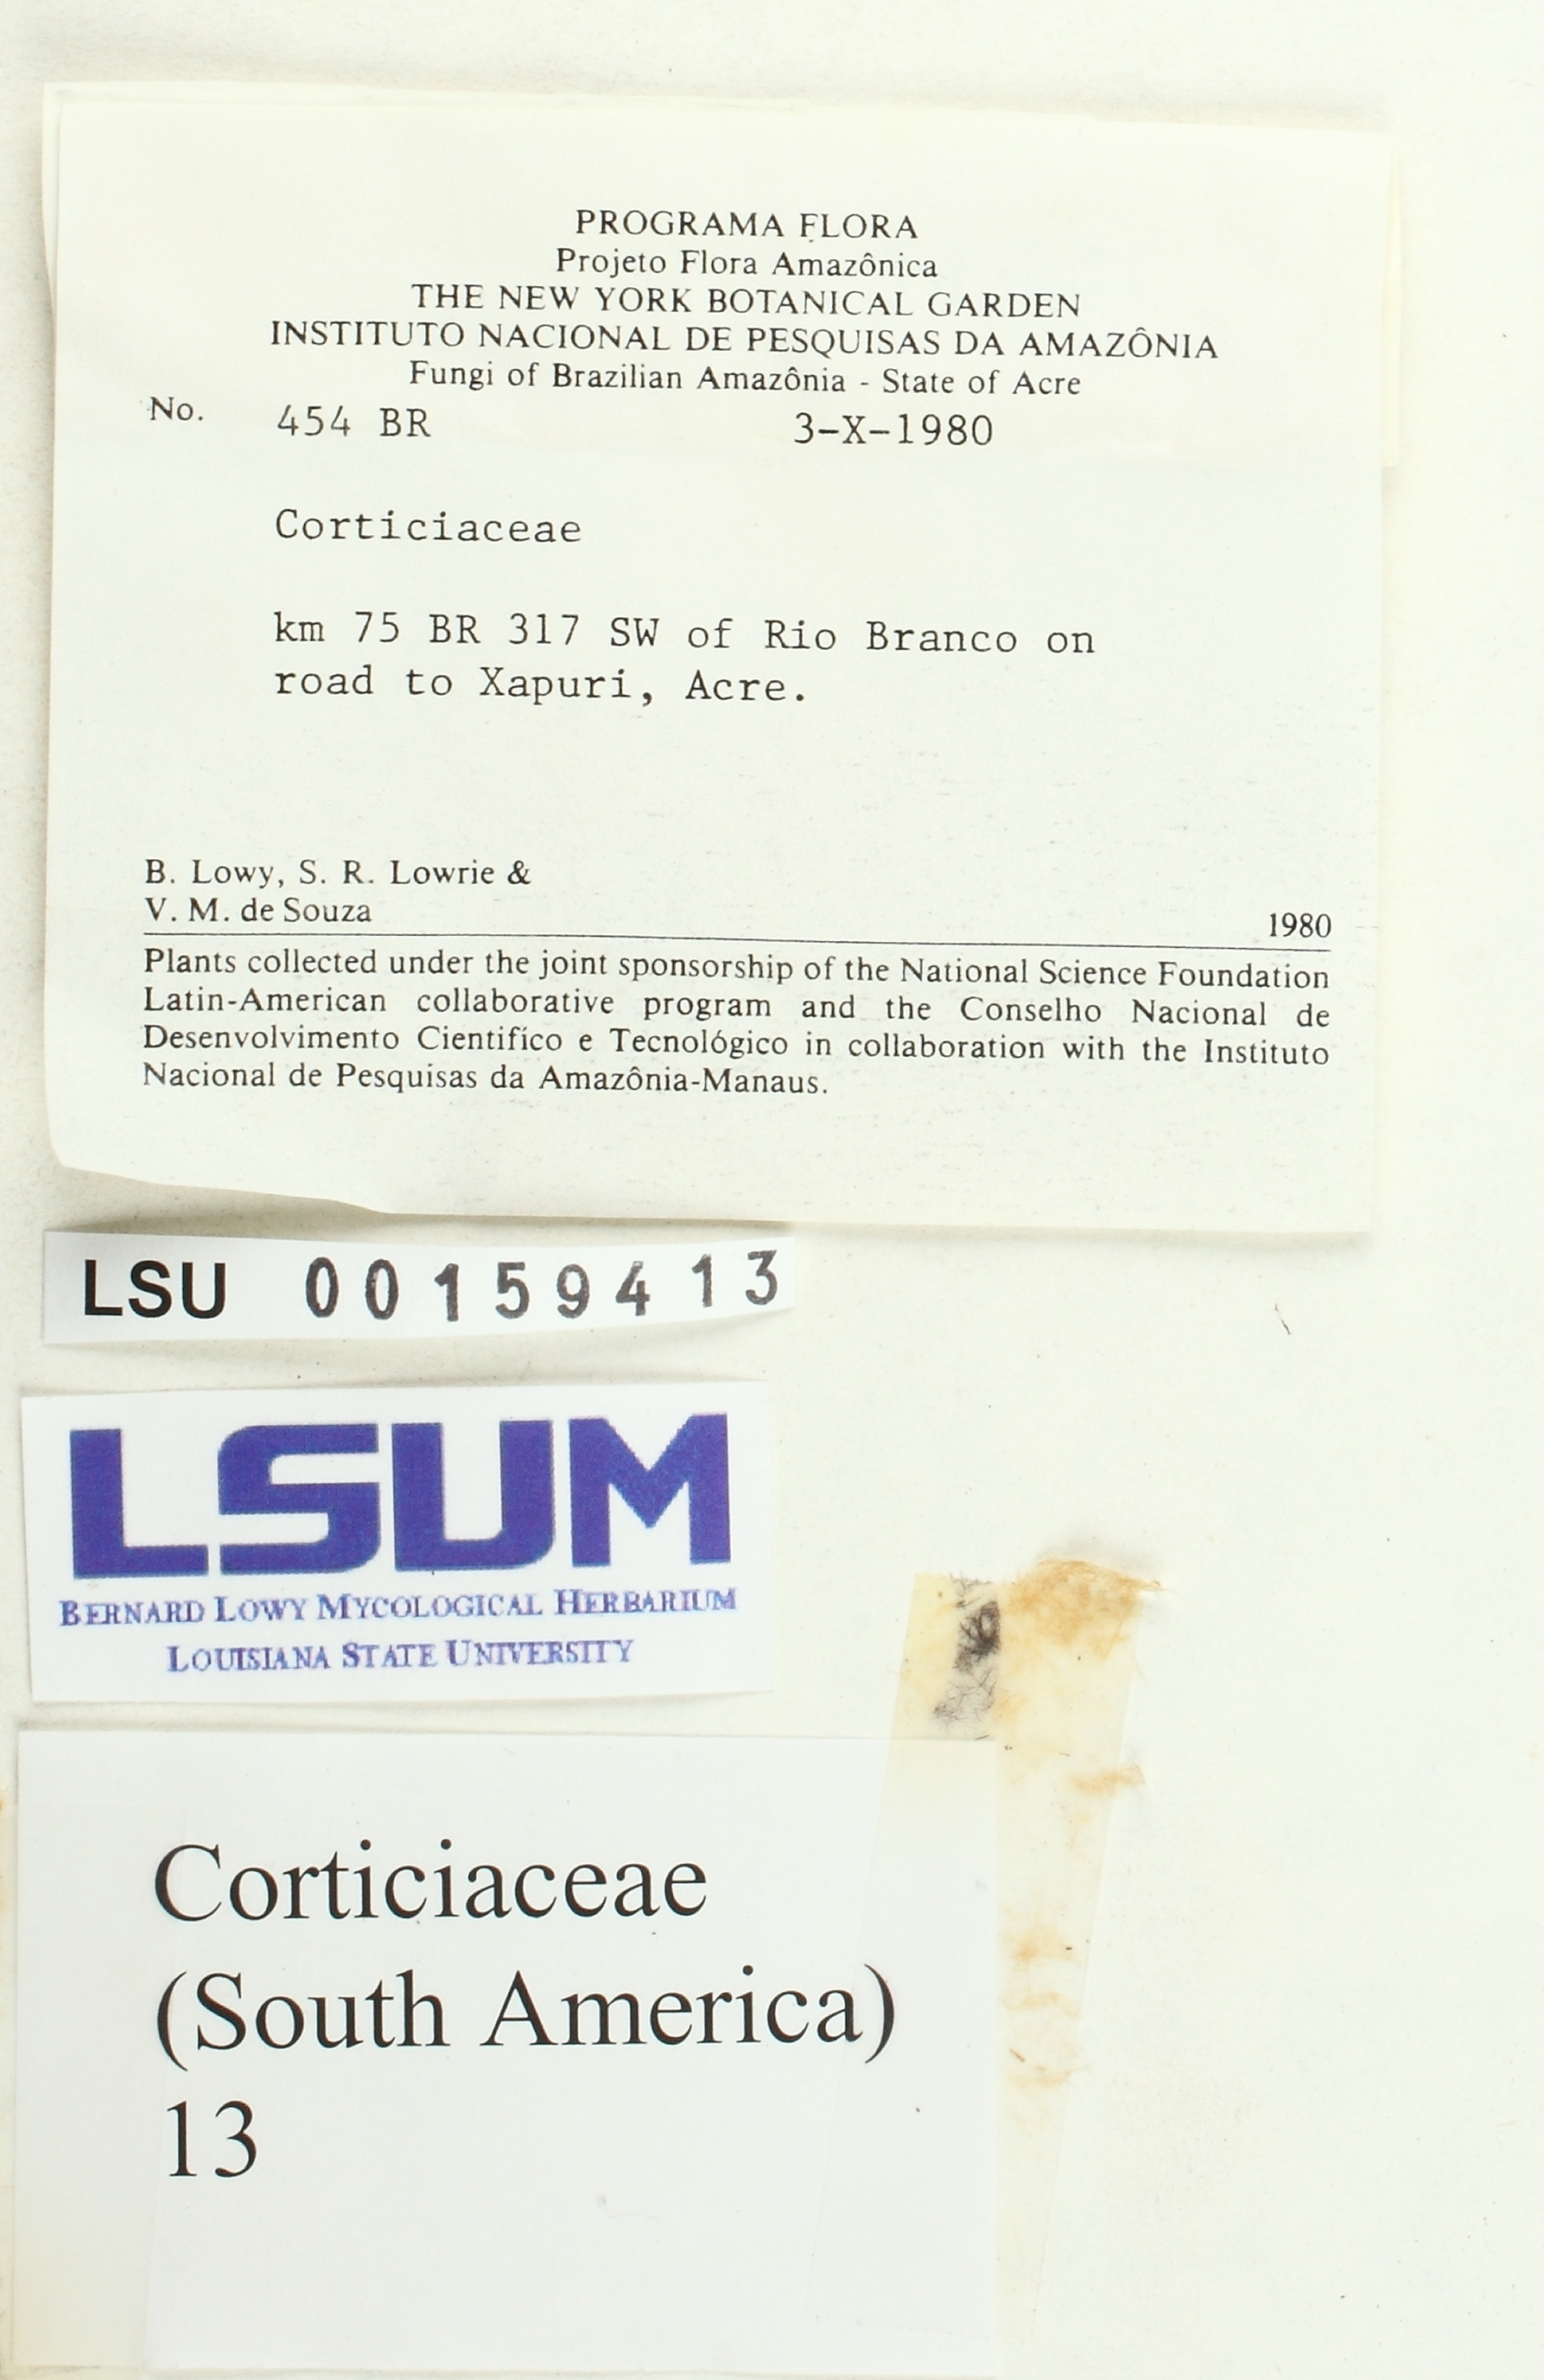 PROGRAMA FLORA
Projeto Flora Amazônica
THE NEW YORK BOTANICAL GARDEN
INSTITUTO NACIONAL DE PESQUISAS DA AMAZÔNIA
Fungi of Brazilian Amazônia - State of Acre
No. 454 BR 3-X-1980
Corticiaceae
km 75 BR 317 SW of Rio Branco on
road to Xapuri, Acre.
B. Lowy, S. R. Lowrie &
V. M. de Souza 1980
Plants collected under the joint sponsorship of the National Science Foundation
Latin-American collaborative program and the Conselho Nacional de
Desenvolvimento Cientifíco e Tecnológico in collaboration with the Instituto
Nacional de Pesquisas da Amazônia-Manaus.
LSU 00159413
LSUM
BERNARD LOWY MYCOLOGICAL HERBARIUM
LOUISIANA STATE UNIVERSITY
Corticiaceae
(South America)
13